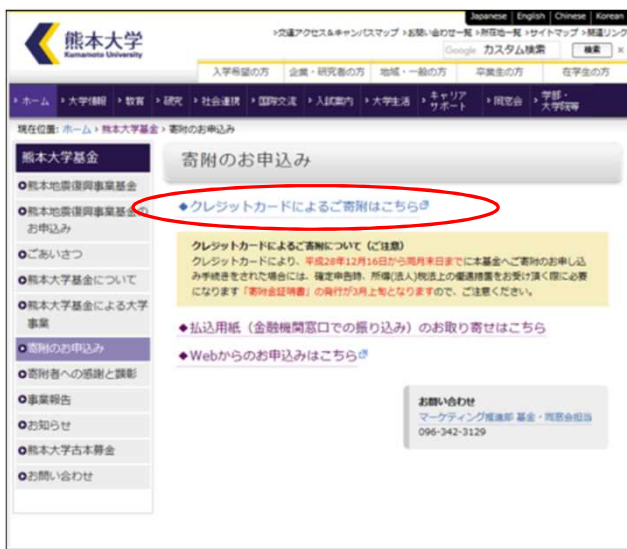 Japanese English Chinese Korean
熊本大学
Kumamoto University
›交通アクセス&キャンパスマップ ›お問い合わせ一覧 ›所在地一覧 ›サイトマップ ›関連リンク
Google カスタム検索 検索 ×
入学希望の方 企業・研究者の方 地域・一般の方 卒業生の方 在学生の方
›ホーム ›大学情報 ›教育 ›研究 ›社会連携 ›国際交流 ›入試案内 ›大学生活 ›キャリアサポート ›同窓会 ›学部・大学院等
現在位置: ホーム › 熊本大学基金 › 寄附のお申込み
熊本大学基金
熊本地震復興事業基金
熊本地震復興事業基金の
お申込み
ごあいさつ
熊本大学基金について
熊本大学基金による大学
事業
寄附のお申込み
寄附者への感謝と顕彰
事業報告
お知らせ
熊本大学古本募金
お問い合わせ
寄附のお申込み
◆クレジットカードによるご寄附はこちら
クレジットカードによるご寄附について(ご注意)
クレジットカードにより、平成28年12月16日から同月末日までに本基金へご寄附のお申し込
み手続きをされた場合には、確定申告時、所得(法人)税法上の優遇措置をお受け頂く際に必要
になります「寄附金証明書」の発行が3月上旬となりますので、ご注意ください。
◆払込用紙(金融機関窓口での振り込み)のお取り寄せはこちら
◆Webからのお申込みはこちら
お問い合わせ
マーケティング推進部 基金・同窓会担当
096-342-3129